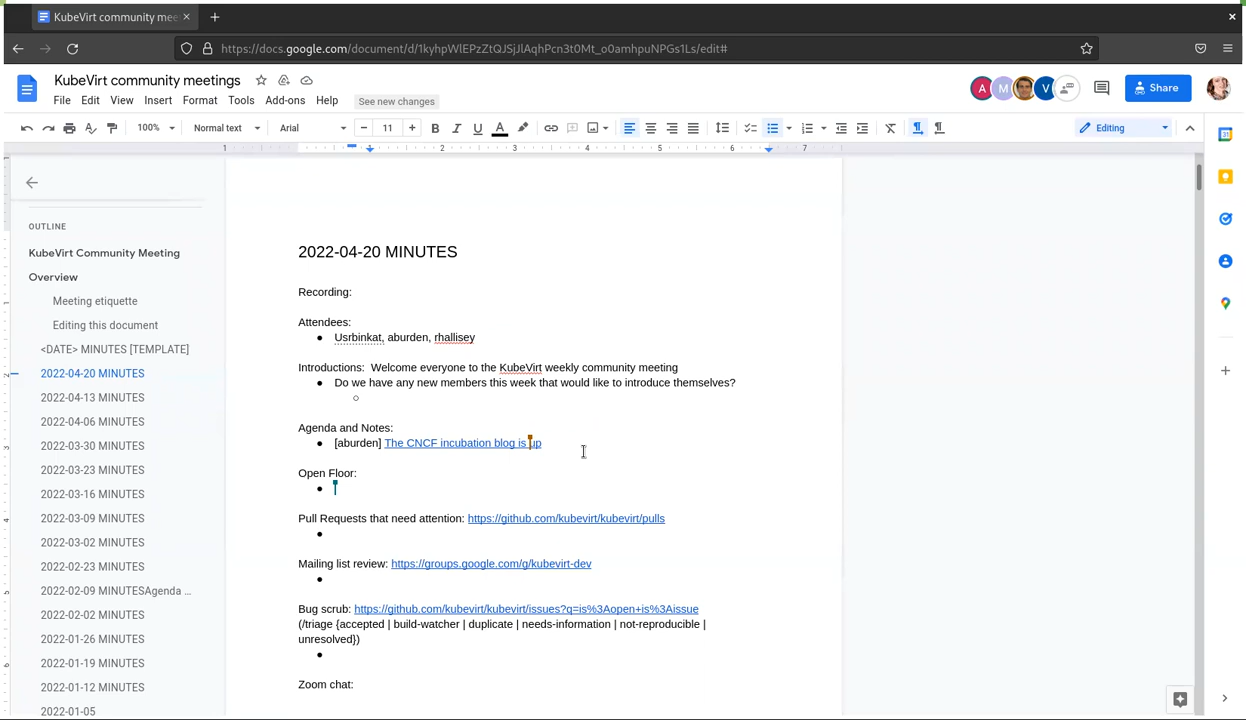 KubeVirt community mee
https://docs.google.com/document/d/1kyhpWlEPzZtQJSjJlAqhPcn3t0Mt_o0amhpuNPGs1Ls/edit#
KubeVirt community meetings
A M V Share
File Edit View Insert Format Tools Add-ons Help See new changes
100% Normal text Arial 11 B I U A Editing
1 1 2 3 4 5 6 7
OUTLINE
KubeVirt Community Meeting
Overview
Meeting etiquette
Editing this document
<DATE> MINUTES [TEMPLATE]
2022-04-20 MINUTES
2022-04-13 MINUTES
2022-04-06 MINUTES
2022-03-30 MINUTES
2022-03-23 MINUTES
2022-03-16 MINUTES
2022-03-09 MINUTES
2022-03-02 MINUTES
2022-02-23 MINUTES
2022-02-09 MINUTESAgenda ...
2022-02-02 MINUTES
2022-01-26 MINUTES
2022-01-19 MINUTES
2022-01-12 MINUTES
2022-01-05
2022-04-20 MINUTES
Recording:
Attendees:
● Usrbinkat, aburden, rhallisey
Introductions: Welcome everyone to the KubeVirt weekly community meeting
● Do we have any new members this week that would like to introduce themselves?
○
Agenda and Notes:
● [aburden] The CNCF incubation blog is up
Open Floor:
●
Pull Requests that need attention: https://github.com/kubevirt/kubevirt/pulls
●
Mailing list review: https://groups.google.com/g/kubevirt-dev
●
Bug scrub: https://github.com/kubevirt/kubevirt/issues?q=is%3Aopen+is%3Aissue
(/triage {accepted | build-watcher | duplicate | needs-information | not-reproducible |
unresolved})
●
Zoom chat: